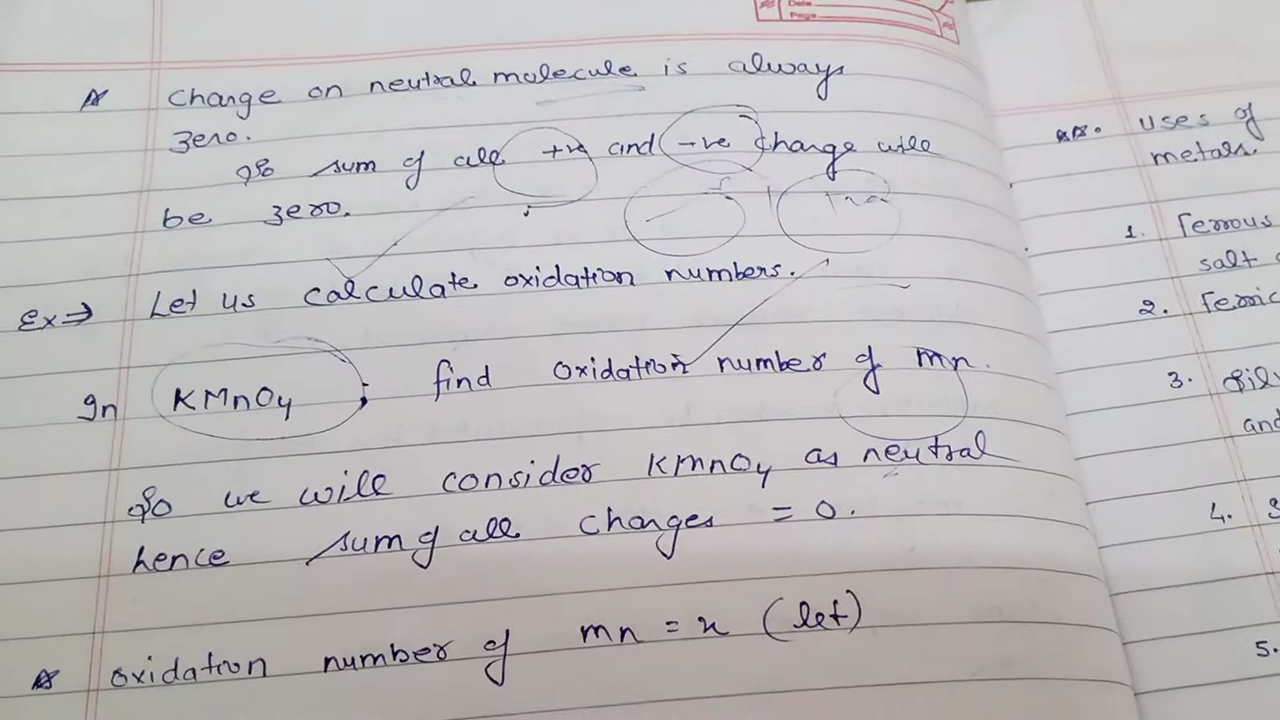 Date
Page
Charge on neutral molecule is always
zero.
So sum of all +ve and -ve charge will
be zero.
Ex⇒ Let us calculate oxidation numbers.
In KMnO4 ; find oxidation number of mn.
So we will consider KmnO4 as neutral
hence sum of all charges = 0.
oxidation number of mn = x (let)
uses of
metals.
1. Ferrous
salt
2. Ferric
3.
and
4.
5.